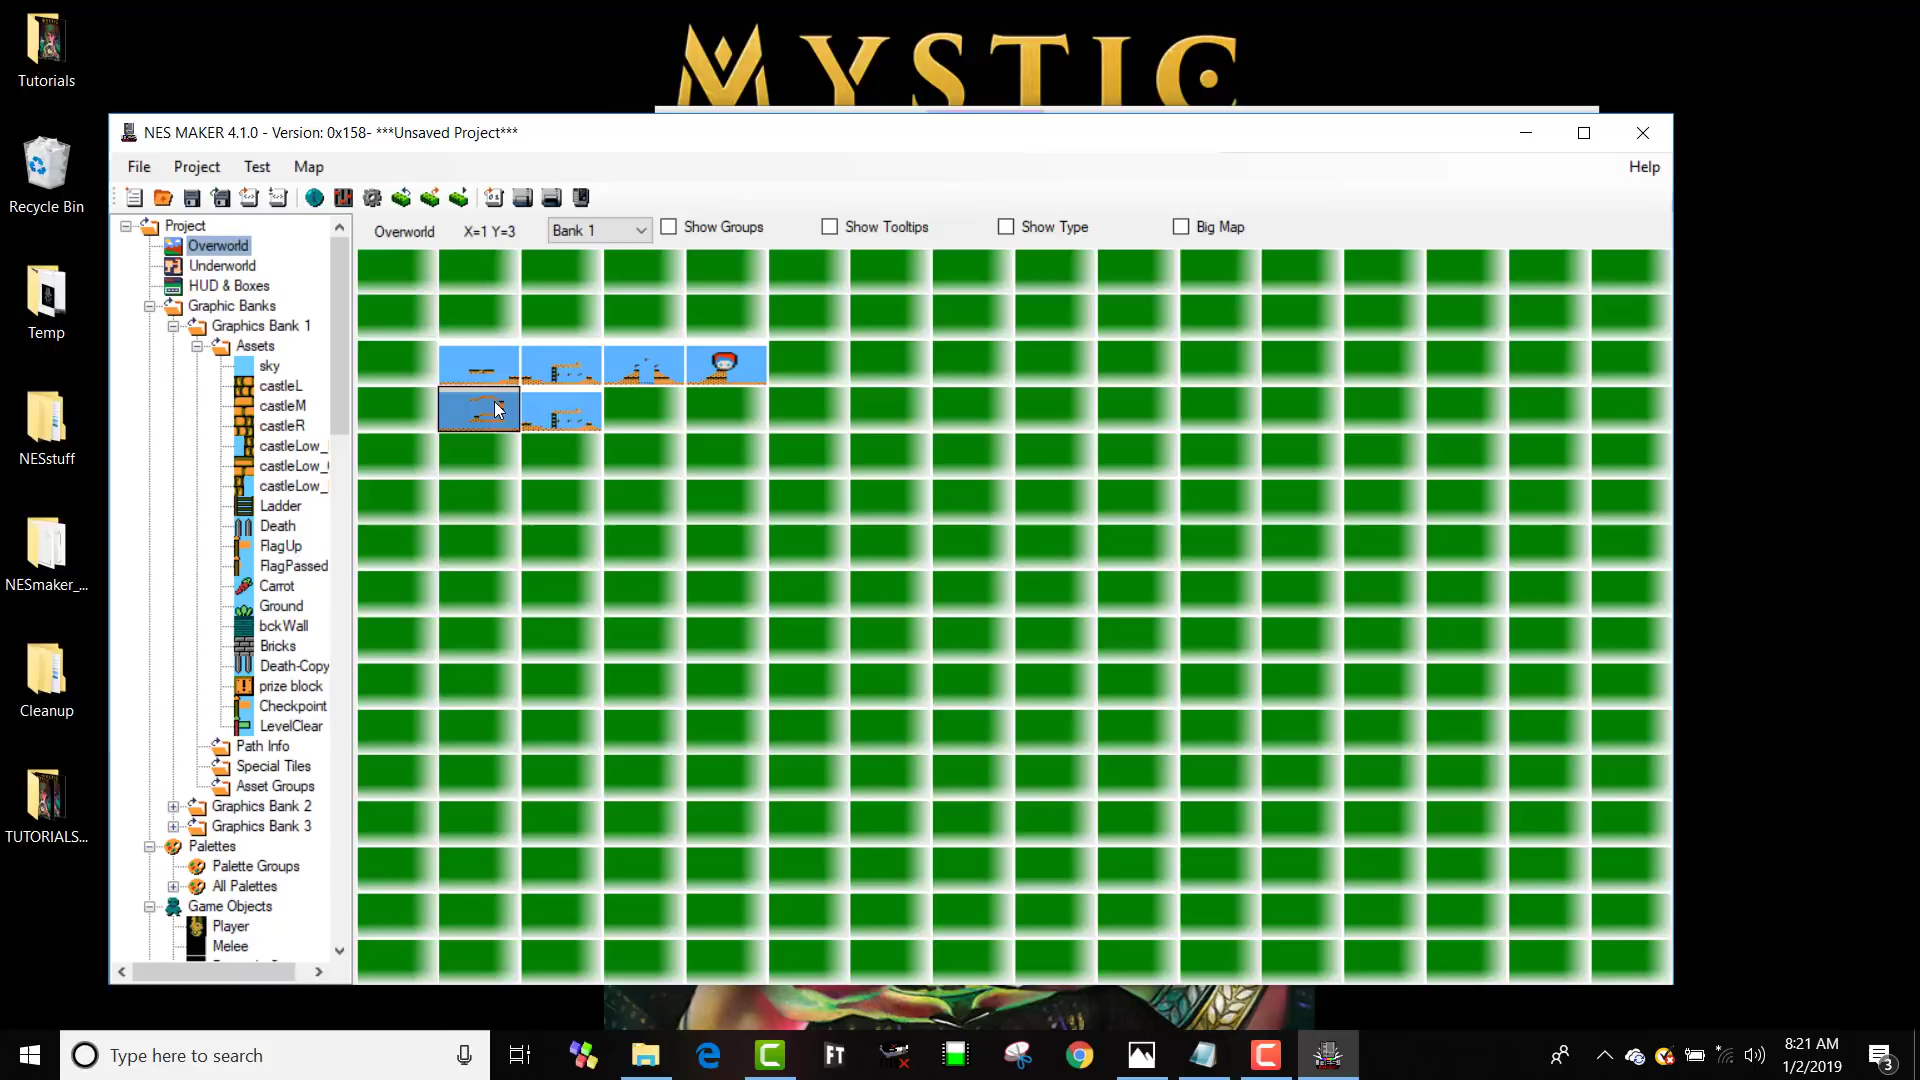 MYSTIC
Tutorials
Recycle Bin
Temp
NESstuff
NESmaker_...
Cleanup
TUTORIALS...
NES MAKER 4.1.0 - Version: 0x158- ***Unsaved Project***
File Project Test Map Help
Overworld X=1 Y=3 Bank 1 Show Groups Show Tooltips Show Type Big Map
Project
Overworld
Underworld
HUD & Boxes
Graphic Banks
Graphics Bank 1
Assets
sky
castleL
castleM
castleR
castleLow_
castleLow_
castleLow_
Ladder
Death
FlagUp
FlagPassed
Carrot
Ground
bckWall
Bricks
Death-Copy
prize block
Checkpoint
LevelClear
Path Info
Special Tiles
Asset Groups
Graphics Bank 2
Graphics Bank 3
Palettes
Palette Groups
All Palettes
Game Objects
Player
Melee
Type here to search
FT
8:21 AM
1/2/2019
3